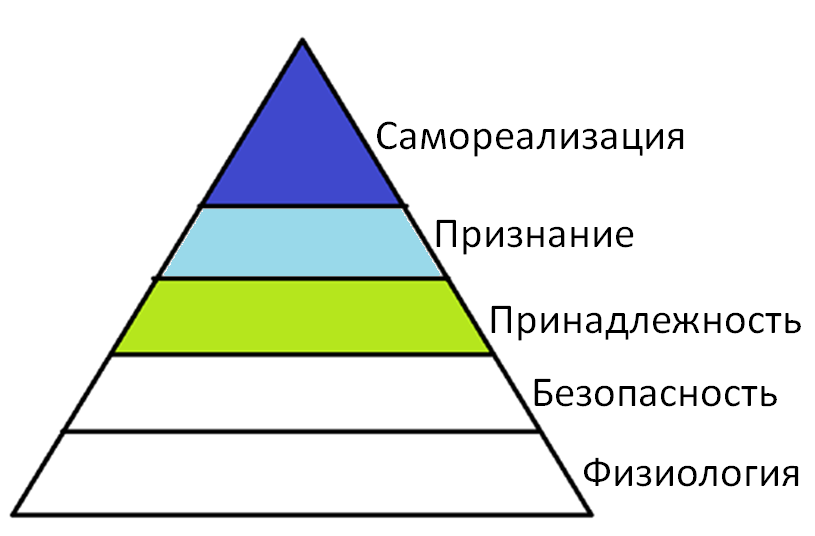 Самореализация
Признание
Принадлежность
Безопасность
Физиология